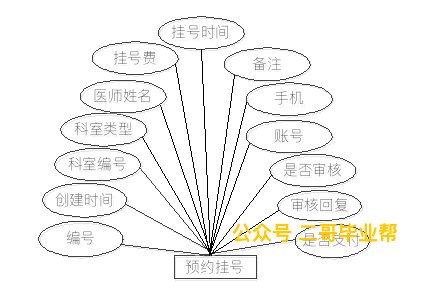 挂号时间
挂号费
备注
医师姓名
手机
科室类型
账号
科室编号
是否审核
创建时间
审核回复
公众号 二哥毕业帮
编号
是否支付
预约挂号